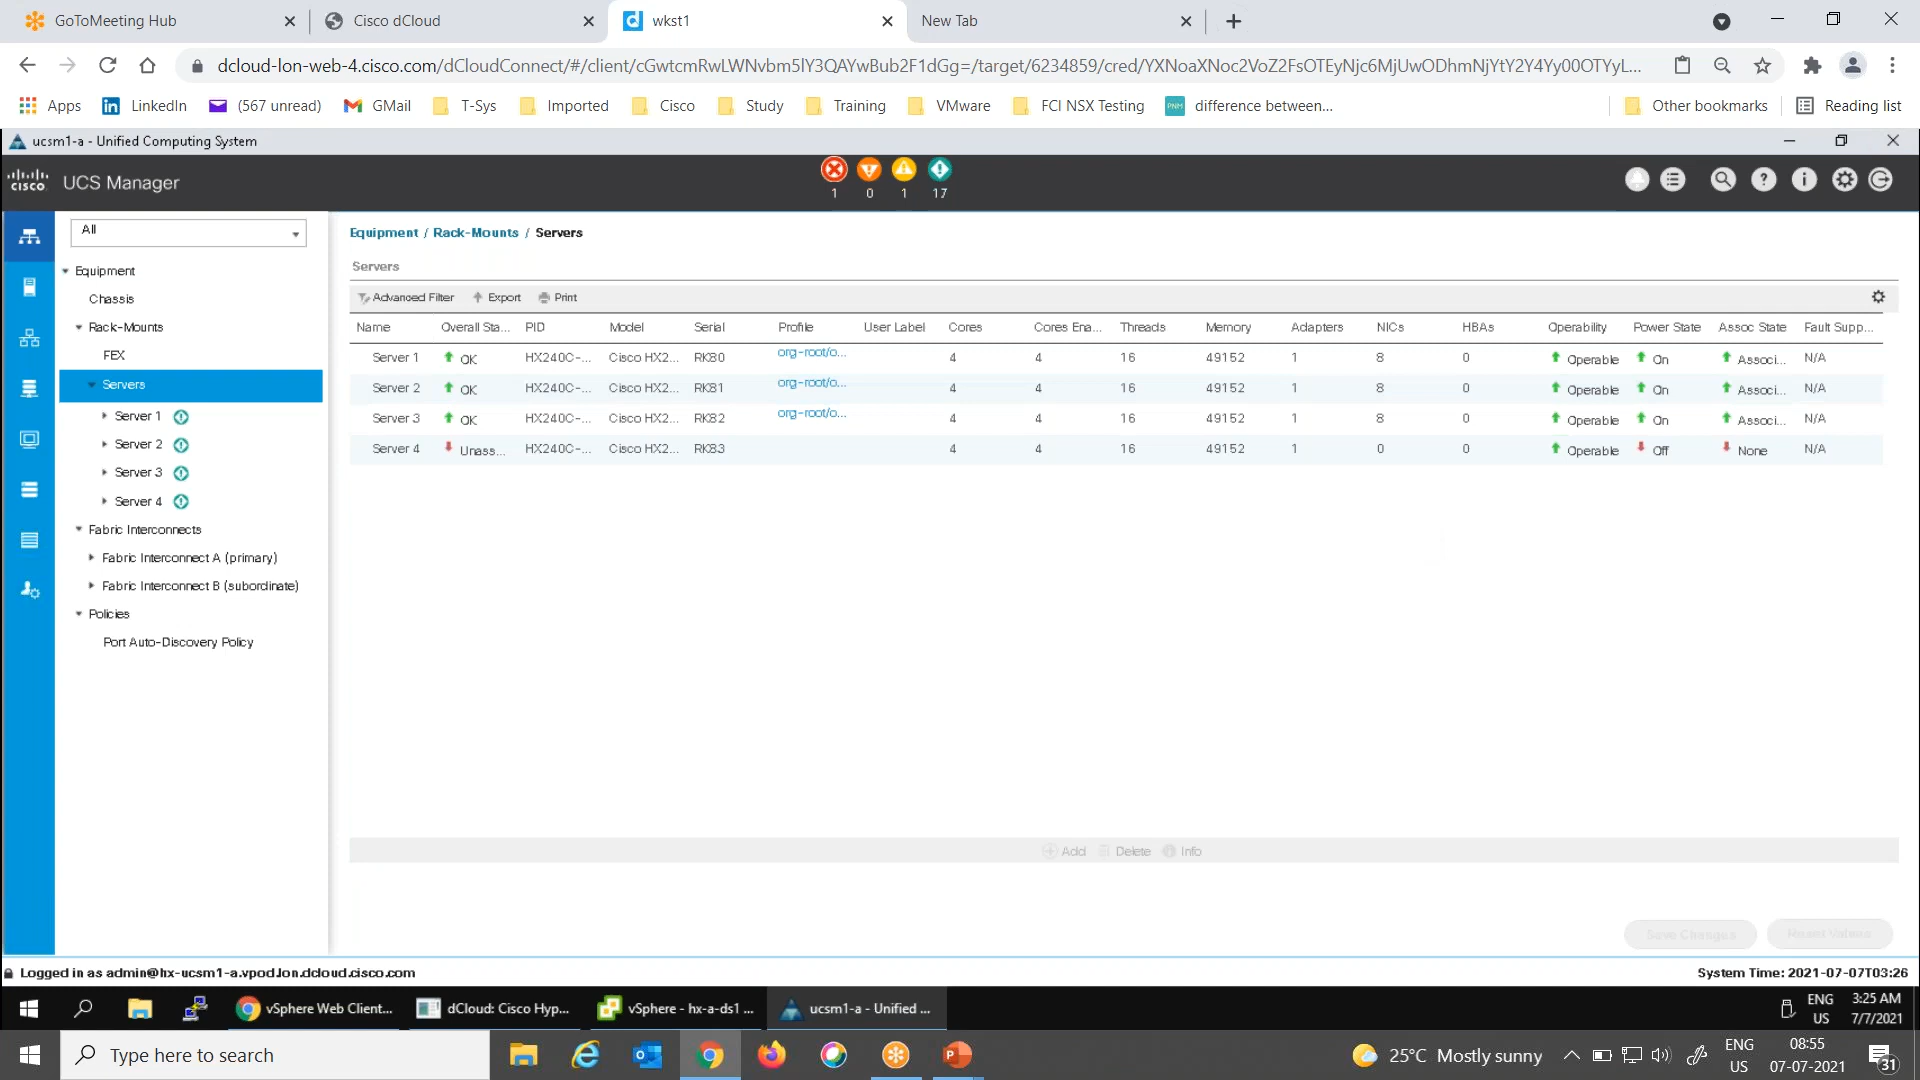 GoToMeeting Hub
Cisco dCloud
wkst1
New Tab
dcloud-lon-web-4.cisco.com/dCloudConnect/#/client/cGwtcmRwLWNvbm5lY3QAYwBub2F1dGg=/target/6234859/cred/YXNoaXNoc2VoZ2FsOTEyNjc6MjUwODhmNjYtY2Y4Yy00OTYyL...
Apps
LinkedIn
(567 unread)
GMail
T-Sys
Imported
Cisco
Study
Training
VMware
FCI NSX Testing
PNM
difference between...
Other bookmarks
Reading list
ucsm1-a - Unified Computing System
cisco
UCS Manager
1 0 1 17
All
Equipment
Chassis
Rack-Mounts
FEX
Servers
Server 1
Server 2
Server 3
Server 4
Fabric Interconnects
Fabric Interconnect A (primary)
Fabric Interconnect B (subordinate)
Policies
Port Auto-Discovery Policy
Equipment / Rack-Mounts / Servers
Servers
Advanced Filter Export Print
Name Overall Sta... PID Model Serial Profile User Label Cores Cores Ena... Threads Memory Adapters NICs HBAs Operability Power State Assoc State Fault Supp...
Server 1 OK HX240C-... Cisco HX2... RK80 org-root/o... 4 4 16 49152 1 8 0 Operable On Associ... N/A
Server 2 OK HX240C-... Cisco HX2... RK81 org-root/o... 4 4 16 49152 1 8 0 Operable On Associ... N/A
Server 3 OK HX240C-... Cisco HX2... RK82 org-root/o... 4 4 16 49152 1 8 0 Operable On Associ... N/A
Server 4 Unass... HX240C-... Cisco HX2... RK83 4 4 16 49152 1 0 0 Operable Off None N/A
Add Delete Info
Save Changes Reset Values
Logged in as admin@hx-ucsm1-a.vpod.lon.dcloud.cisco.com
System Time: 2021-07-07T03:26
vSphere Web Client...
dCloud: Cisco Hyp...
vSphere - hx-a-ds1 ...
ucsm1-a - Unified ...
ENG
US
3:25 AM
7/7/2021
Type here to search
25°C Mostly sunny
ENG
US
08:55
07-07-2021
31